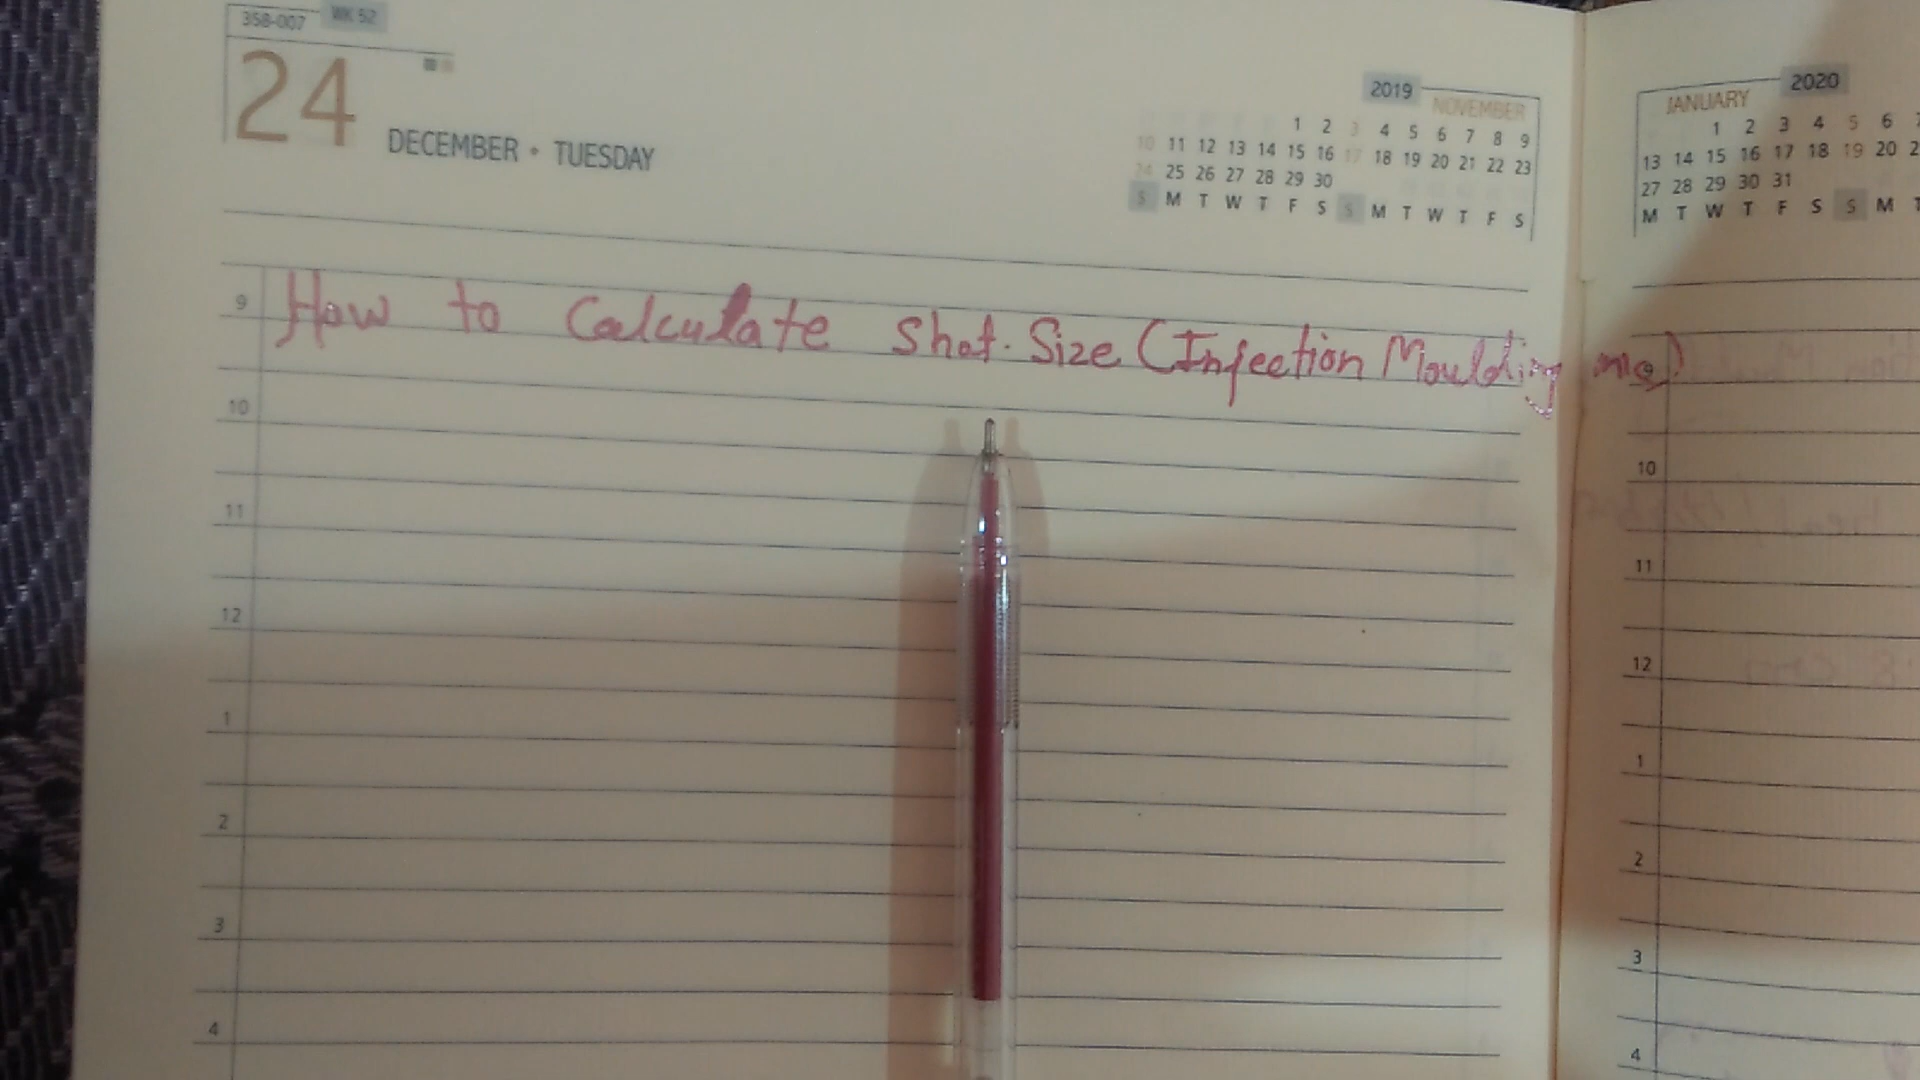 358-007 WK 52
24
DECEMBER • TUESDAY
2019 NOVEMBER
1 2 3 4 5 6 7 8 9
10 11 12 13 14 15 16 17 18 19 20 21 22 23
24 25 26 27 28 29 30
S M T W T F S S M T W T F S
How to Calculate Shot. Size (Injection Moulding m/c)
9
10
11
12
1
2
3
4
JANUARY 2020
1 2 3 4 5 6
13 14 15 16 17 18 19 20
27 28 29 30 31
M T W T F S S M
10
11
12
1
2
3
4